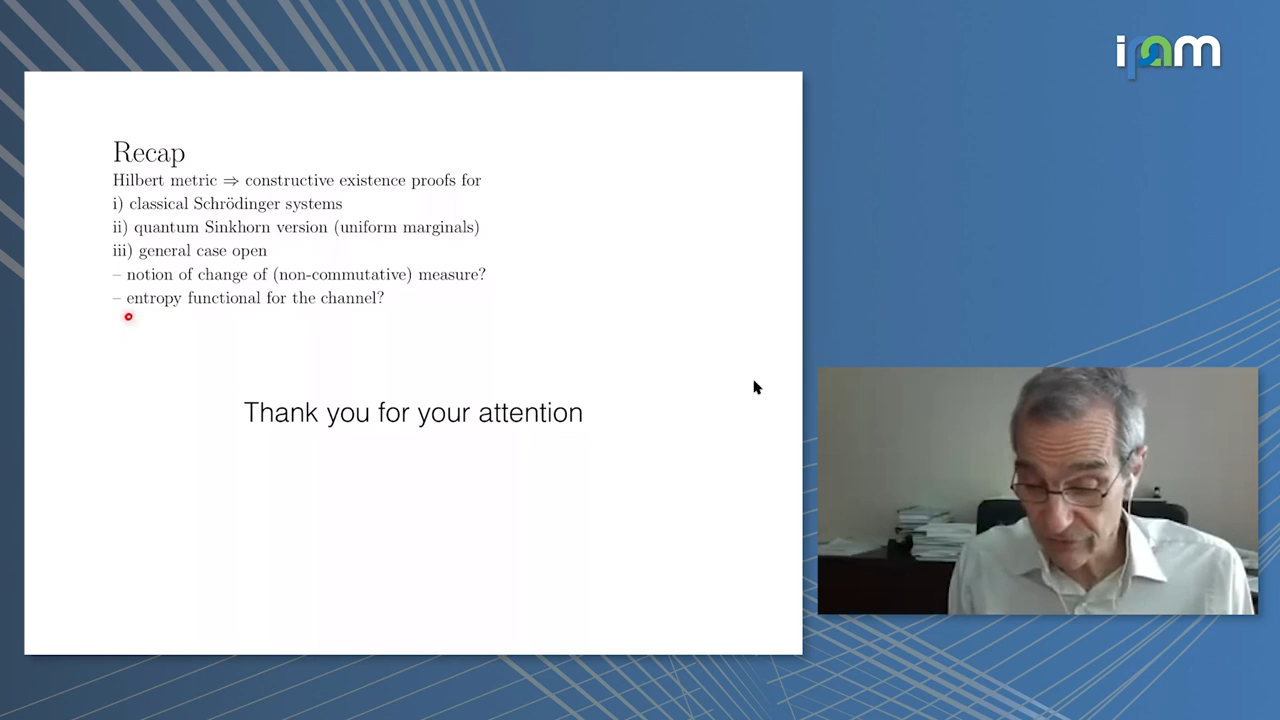 ipam
Recap
Hilbert metric ⇒ constructive existence proofs for
i) classical Schrödinger systems
ii) quantum Sinkhorn version (uniform marginals)
iii) general case open
– notion of change of (non-commutative) measure?
– entropy functional for the channel?
Thank you for your attention